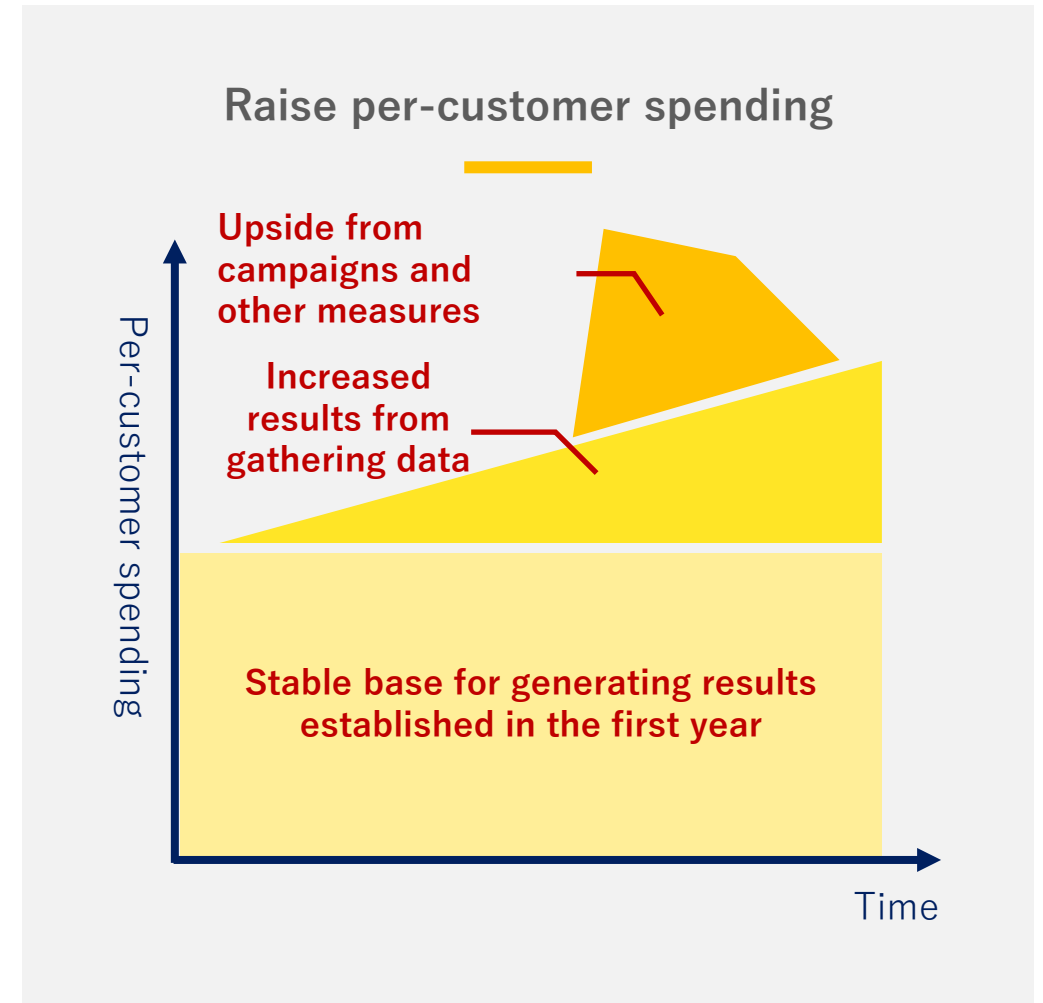 Raise per-customer spending
Upside from
campaigns and
other measures
Increased
results from
gathering data
Per-customer spending
Stable base for generating results
established in the first year
Time